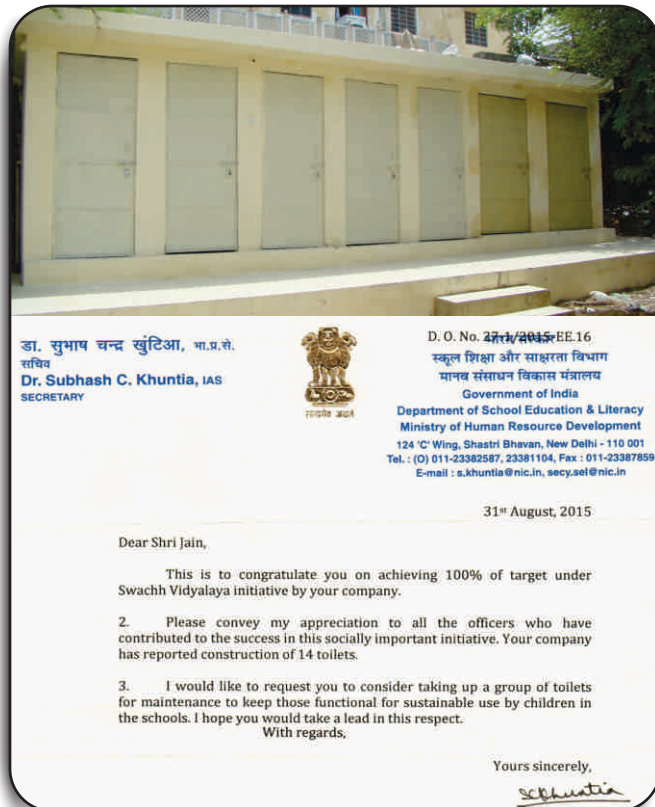 डा. सुभाष चन्द्र खुंटिआ, भा.प्र.से.
सचिव
Dr. Subhash C. Khuntia, IAS
SECRETARY
सत्यमेव जयते
D. O. No. 27-1/2015-EE.16
भारत सरकार
स्कूल शिक्षा और साक्षरता विभाग
मानव संसाधन विकास मंत्रालय
Government of India
Department of School Education & Literacy
Ministry of Human Resource Development
124 'C' Wing, Shastri Bhavan, New Delhi - 110 001
Tel. : (O) 011-23382587, 23381104, Fax : 011-23387859
E-mail : s.khuntia@nic.in, secy.sel@nic.in
31st August, 2015
Dear Shri Jain,
This is to congratulate you on achieving 100% of target under
Swachh Vidyalaya initiative by your company.
2. Please convey my appreciation to all the officers who have
contributed to the success in this socially important initiative. Your company
has reported construction of 14 toilets.
3. I would like to request you to consider taking up a group of toilets
for maintenance to keep those functional for sustainable use by children in
the schools. I hope you would take a lead in this respect.
With regards,
Yours sincerely,
SCKhuntia